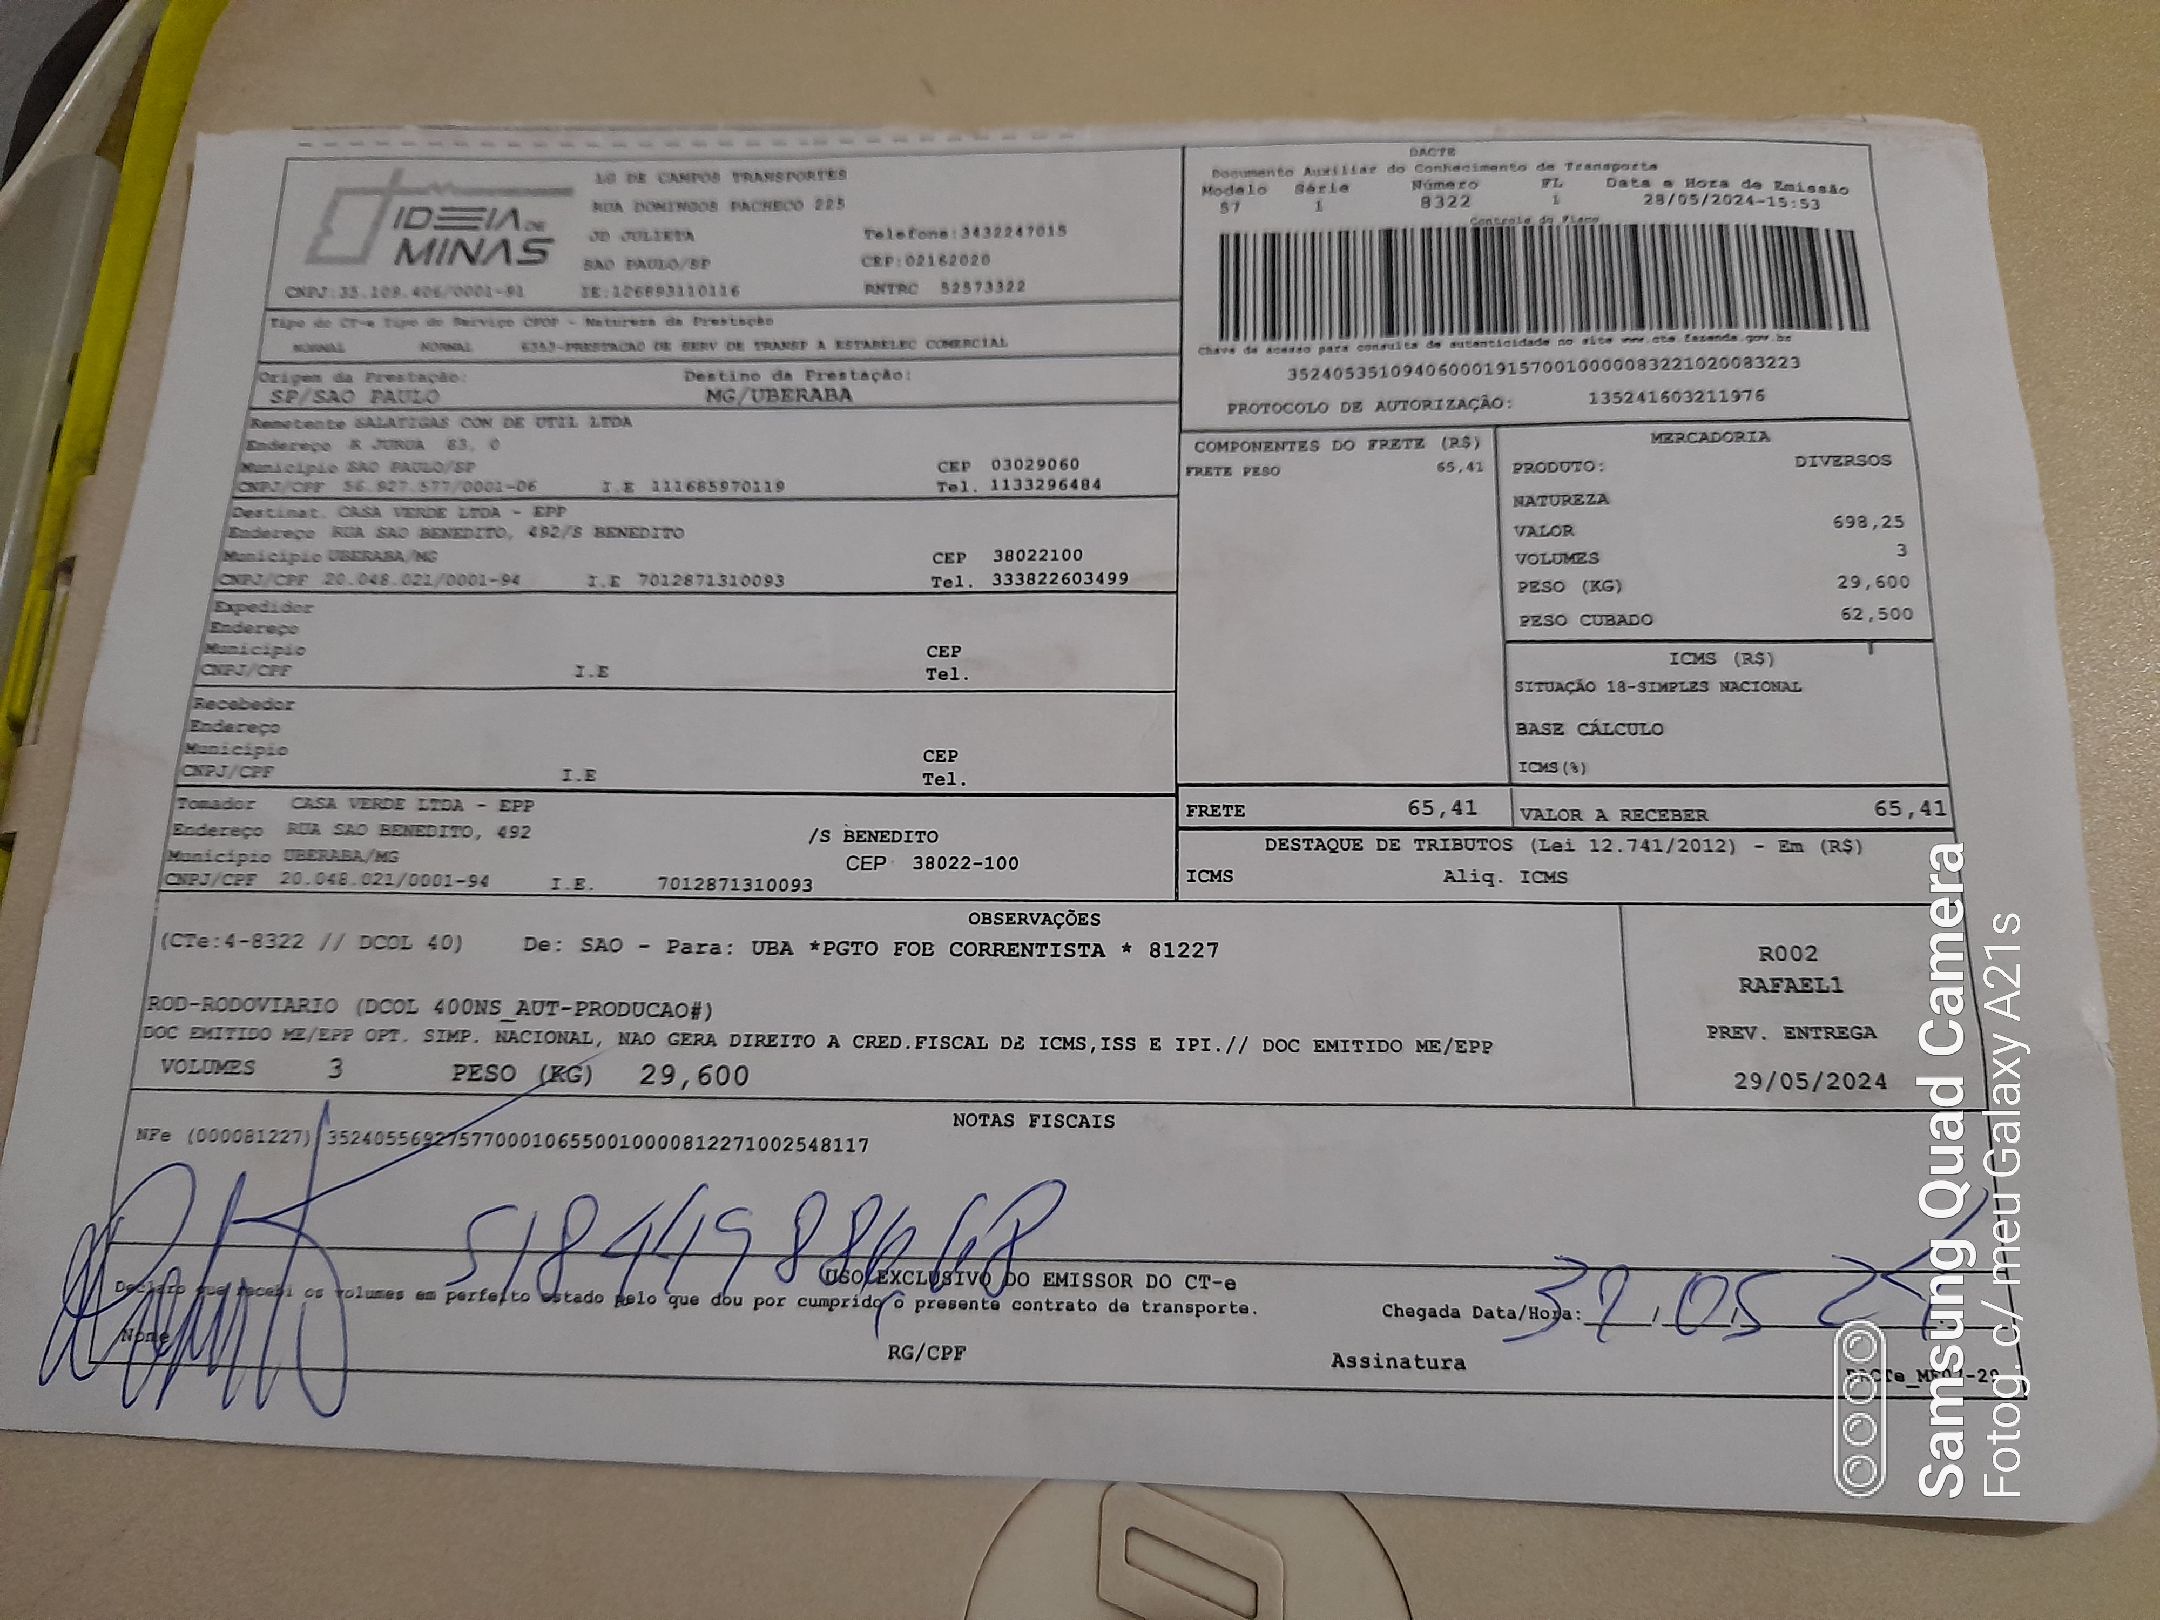 IDEIA DE MINAS
LG DE CAMPOS TRANSPORTES
RUA DOMINGOS PACHECO 225
JD JULIETA Telefone:3432247015
SAO PAULO/SP CEP:02162020
CNPJ:35.109.406/0001-91 IE:126893110116 RNTRC 52573322
Tipo do CT-e Tipo do Serviço CFOP - Natureza da Prestação
NORMAL NORMAL PRESTACAO DE SERV DE TRANSP A ESTABELEC COMERCIAL
Origem da Prestação: Destino da Prestação:
SP/SAO PAULO MG/UBERABA
Remetente SALATIGAS CON DE UTIL LTDA
Endereço R JURUA 83, 0
Município SAO PAULO/SP CEP 03029060
CNPJ/CPF 56.927.577/0001-06 I.E 111685970119 Tel. 1133296484
Destinat. CASA VERDE LTDA - EPP
Endereço RUA SAO BENEDITO, 492/S BENEDITO
Município UBERABA/MG CEP 38022100
CNPJ/CPF 20.048.021/0001-94 I.E 7012871310093 Tel. 333822603499
Expedidor
Endereço
Município CEP
CNPJ/CPF I.E Tel.
Recebedor
Endereço
Município CEP
CNPJ/CPF I.E Tel.
Tomador CASA VERDE LTDA - EPP
Endereço RUA SAO BENEDITO, 492 /S BENEDITO
Município UBERABA/MG CEP 38022-100
CNPJ/CPF 20.048.021/0001-94 I.E. 7012871310093
DACTE
Documento Auxiliar do Conhecimento de Transporte
Modelo Série Número FL Data e Hora de Emissão
57 1 8322 1 28/05/2024-15:53
Controle do Fisco
Chave de acesso para consulta de autenticidade no site www.cte.fazenda.gov.br
35240535109406000191570010000083221020083223
PROTOCOLO DE AUTORIZAÇÃO: 135241603211976
COMPONENTES DO FRETE (R$)
FRETE PESO 65,41
MERCADORIA
PRODUTO: DIVERSOS
NATUREZA
VALOR 698,25
VOLUMES 3
PESO (KG) 29,600
PESO CUBADO 62,500
ICMS (R$)
SITUAÇÃO 18-SIMPLES NACIONAL
BASE CÁLCULO
ICMS(%)
FRETE 65,41 VALOR A RECEBER 65,41
DESTAQUE DE TRIBUTOS (Lei 12.741/2012) - Em (R$)
ICMS Aliq. ICMS
OBSERVAÇÕES
(CTe:4-8322 // DCOL 40) De: SAO - Para: UBA *PGTO FOB CORRENTISTA * 81227
ROD-RODOVIARIO (DCOL 400NS_AUT-PRODUCAO#)
DOC EMITIDO ME/EPP OPT. SIMP. NACIONAL, NAO GERA DIREITO A CRED.FISCAL DE ICMS,ISS E IPI.// DOC EMITIDO ME/EPP
VOLUMES 3 PESO (KG) 29,600
R002
RAFAEL1
PREV. ENTREGA
29/05/2024
NOTAS FISCAIS
NFe (000081227) 35240556927577000106550010000812271002548117
USO EXCLUSIVO DO EMISSOR DO CT-e
Declaro que recebi os volumes em perfeito estado pelo que dou por cumprido o presente contrato de transporte.
Chegada Data/Hora: 31.05 24
Nome RG/CPF Assinatura
Samsung Quad Camera
Fotog. c/ meu Galaxy A21s